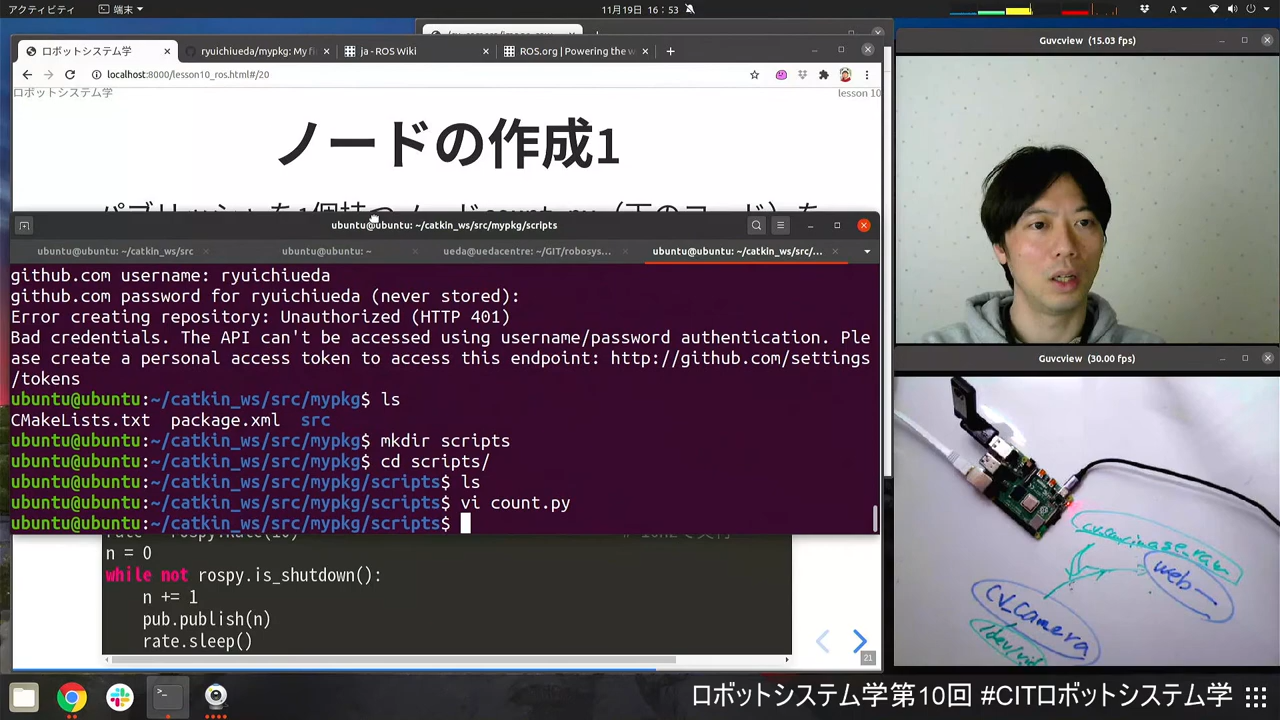 アクティビティ
端末
11月19日 16:53
A
ロボットシステム学
ryuichiueda/mypkg: My fi
ja - ROS Wiki
ROS.org | Powering the w
localhost:8000/lesson10_ros.html#/20
ロボットシステム学
lesson 10
ノードの作成1
ubuntu@ubuntu: ~/catkin_ws/src/mypkg/scripts
ubuntu@ubuntu: ~/catkin_ws/src
ubuntu@ubuntu: ~
ueda@uedacentre: ~/GIT/robosys...
ubuntu@ubuntu: ~/catkin_ws/src/...
github.com username: ryuichiueda
github.com password for ryuichiueda (never stored):
Error creating repository: Unauthorized (HTTP 401)
Bad credentials. The API can't be accessed using username/password authentication. Ple
ase create a personal access token to access this endpoint: http://github.com/settings
/tokens
ubuntu@ubuntu:~/catkin_ws/src/mypkg$ ls
CMakeLists.txt package.xml src
ubuntu@ubuntu:~/catkin_ws/src/mypkg$ mkdir scripts
ubuntu@ubuntu:~/catkin_ws/src/mypkg$ cd scripts/
ubuntu@ubuntu:~/catkin_ws/src/mypkg/scripts$ ls
ubuntu@ubuntu:~/catkin_ws/src/mypkg/scripts$ vi count.py
ubuntu@ubuntu:~/catkin_ws/src/mypkg/scripts$
n = 0
while not rospy.is_shutdown():
n += 1
pub.publish(n)
rate.sleep()
21
Guvcview (15.03 fps)
Guvcview (30.00 fps)
web
cv_camera
ロボットシステム学第10回 #CITロボットシステム学